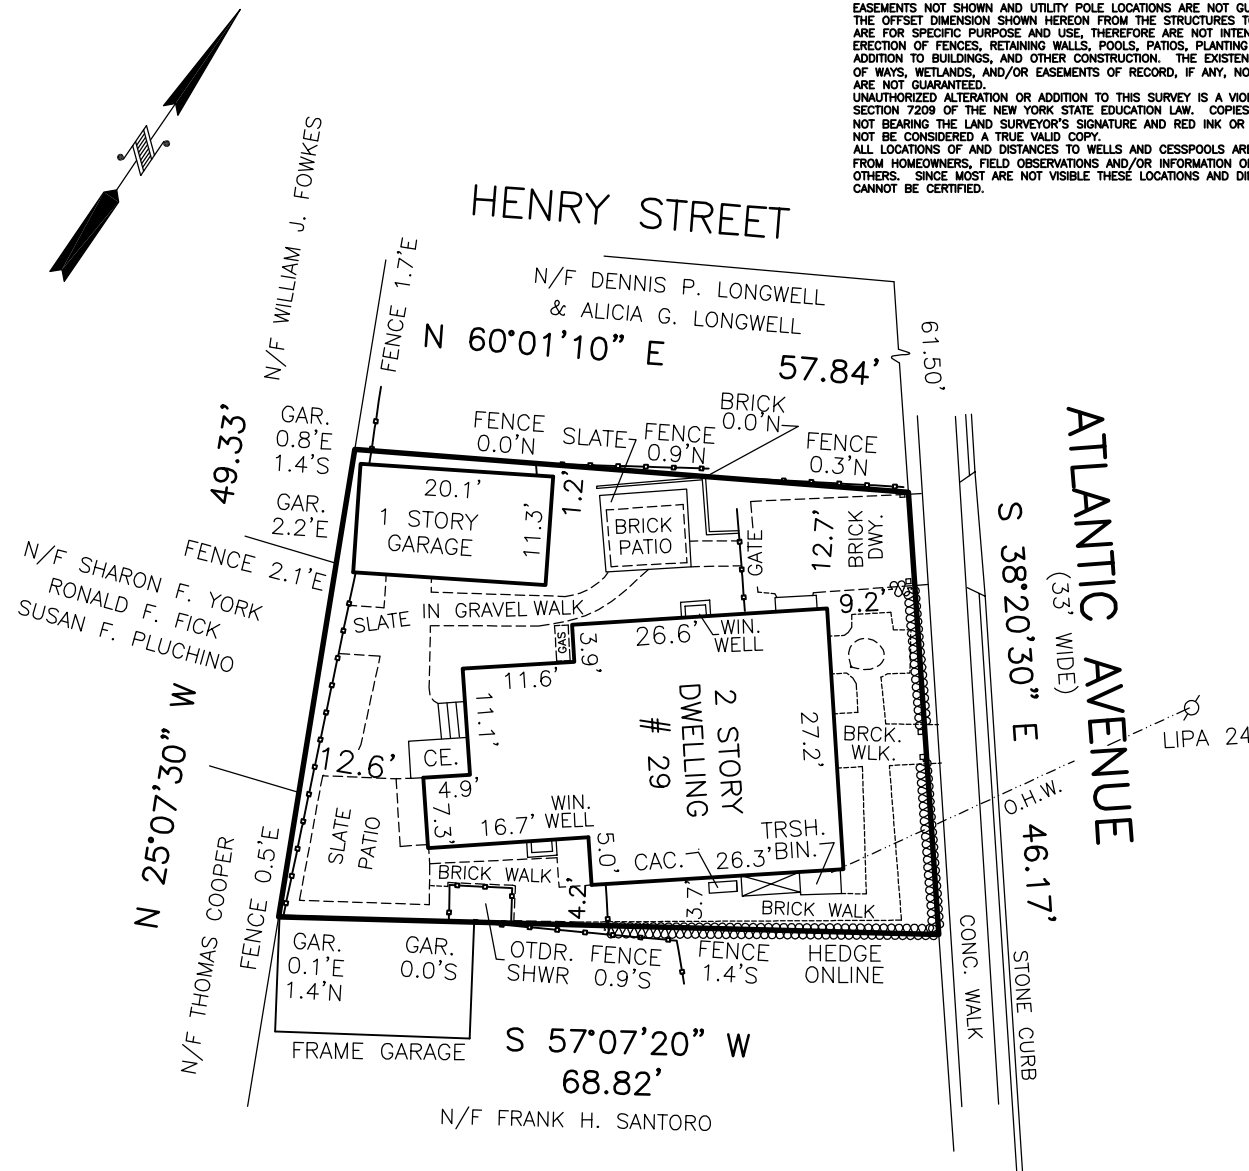 EASEMENTS NOT SHOWN AND UTILITY POLE LOCATIONS ARE NOT
THE OFFSET DIMENSION SHOWN HEREON FROM THE STRUCTURES
ARE FOR SPECIFIC PURPOSE AND USE, THEREFORE ARE NOT
ERECTION OF FENCES, RETAINING WALLS, POOLS, PATIOS, PLANTING
ADDITION TO BUILDINGS, AND OTHER CONSTRUCTION. THE
OF WAYS, WETLANDS, AND/OR EASEMENTS OF RECORD, IF ANY,
ARE NOT GUARANTEED.
UNAUTHORIZED ALTERATION OR ADDITION TO THIS SURVEY IS A
SECTION 7209 OF THE NEW YORK STATE EDUCATION LAW. COPIES
NOT BEARING THE LAND SURVEYOR'S SIGNATURE AND RED INK OR
NOT BE CONSIDERED A TRUE VALID COPY.
ALL LOCATIONS OF AND DISTANCES TO WELLS AND CESSPOOLS ARE
FROM HOMEOWNERS, FIELD OBSERVATIONS AND/OR INFORMATION
OTHERS. SINCE MOST ARE NOT VISIBLE THESE LOCATIONS AND
CANNOT BE CERTIFIED.
HENRY STREET
N/F DENNIS P. LONGWELL
& ALICIA G. LONGWELL
N 60°01'10" E
57.84'
61.50'
N/F WILLIAM J. FOWKES
FENCE 1.7'E
49.33'
GAR.
0.8'E
1.4'S
GAR.
2.2'E
FENCE 2.1'E
N/F SHARON F. YORK
RONALD F. FICK
SUSAN F. PLUCHINO
FENCE
0.0'N
SLATE
FENCE
0.9'N
BRICK
0.0'N
FENCE
0.3'N
20.1'
1 STORY
GARAGE
11.3'
1.2'
BRICK
PATIO
GATE
12.7'
BRICK
DWY.
9.2'
SLATE IN GRAVEL WALK
GAS
3.9'
26.6'
WIN.
WELL
11.6'
11.1'
2 STORY
DWELLING
# 29
27.2'
BRCK.
WLK.
12.6'
CE.
4.9'
7.3'
16.7'
WIN.
WELL
5.0'
CAC.
26.3'
TRSH.
BIN.
SLATE
PATIO
BRICK WALK
4.2'
3.7'
BRICK WALK
N 25°07'30" W
N/F THOMAS COOPER
FENCE 0.5'E
GAR.
0.1'E
1.4'N
GAR.
0.0'S
OTDR.
SHWR
FENCE
0.9'S
FENCE
1.4'S
HEDGE
ONLINE
FRAME GARAGE
S 57°07'20" W
68.82'
N/F FRANK H. SANTORO
S 38°20'30" E
46.17'
ATLANTIC AVENUE
(33' WIDE)
O.H.W.
LIPA
CONC. WALK
STONE CURB